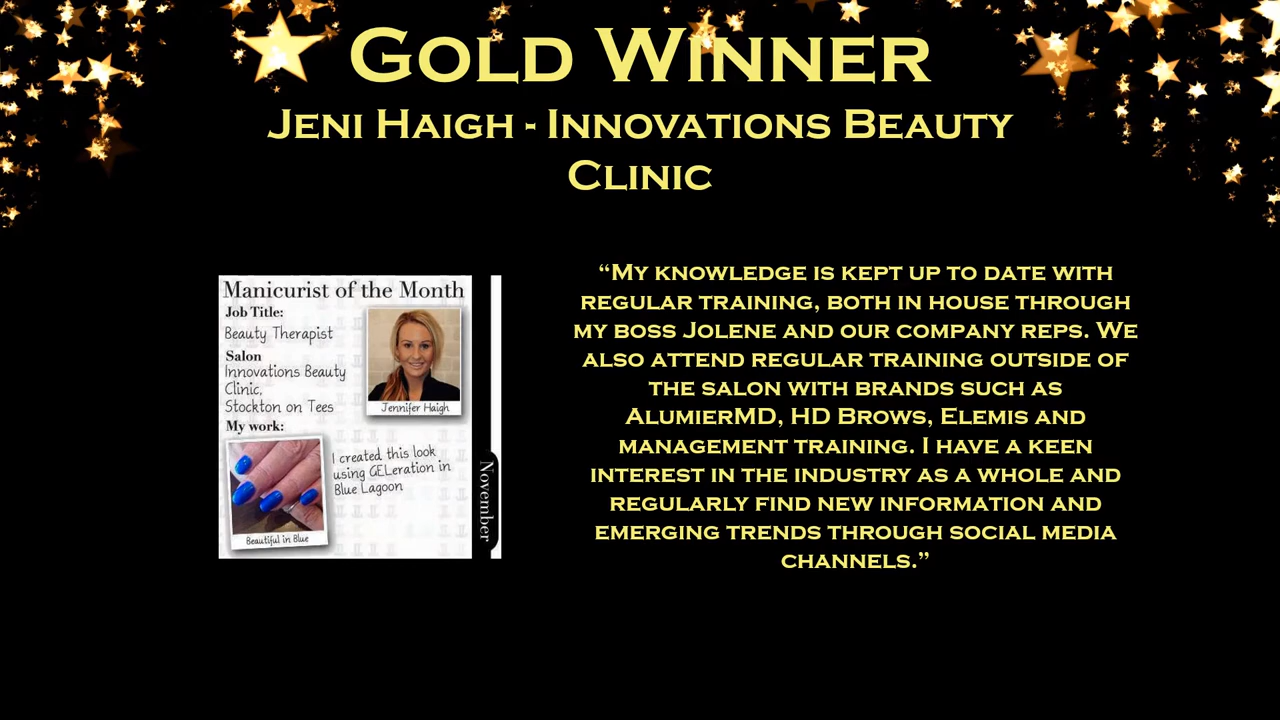 Gold Winner
Jeni Haigh - Innovations Beauty
Clinic
Manicurist of the Month
Job Title:
Beauty Therapist
Salon
Innovations Beauty
Clinic,
Stockton on Tees
Jennifer Haigh
My work:
I created this look
using GELeration in
Blue Lagoon
Beautiful in Blue
November
“My knowledge is kept up to date with
regular training, both in house through
my boss Jolene and our company reps. We
also attend regular training outside of
the salon with brands such as
AlumierMD, HD Brows, Elemis and
management training. I have a keen
interest in the industry as a whole and
regularly find new information and
emerging trends through social media
channels.”